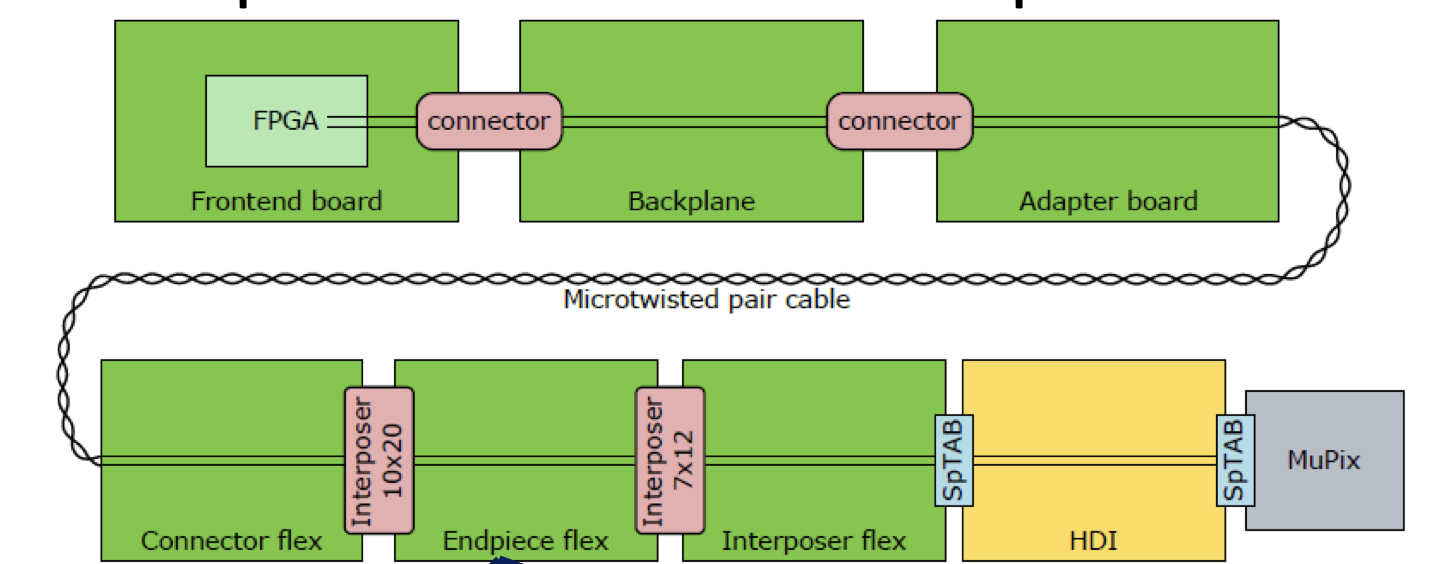 FPGA
connector
connector
Frontend board
Backplane
Adapter board
Microtwisted pair cable
Interposer
10x20
Interposer
7x12
SpTAB
SpTAB
MuPix
Connector flex
Endpiece flex
Interposer flex
HDI